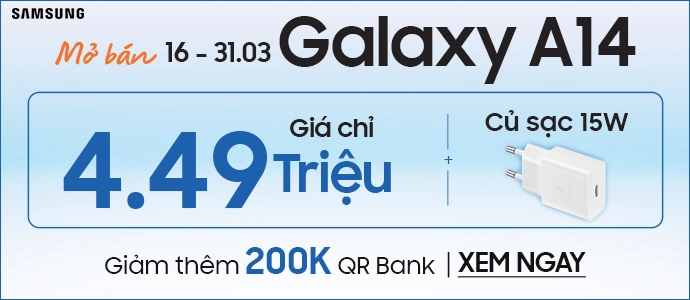 SAMSUNG
Mở bán 16 - 31.03 Galaxy A14
Giá chỉ
4.49 Triệu
+
Củ sạc 15W
Giảm thêm 200K QR Bank | XEM NGAY